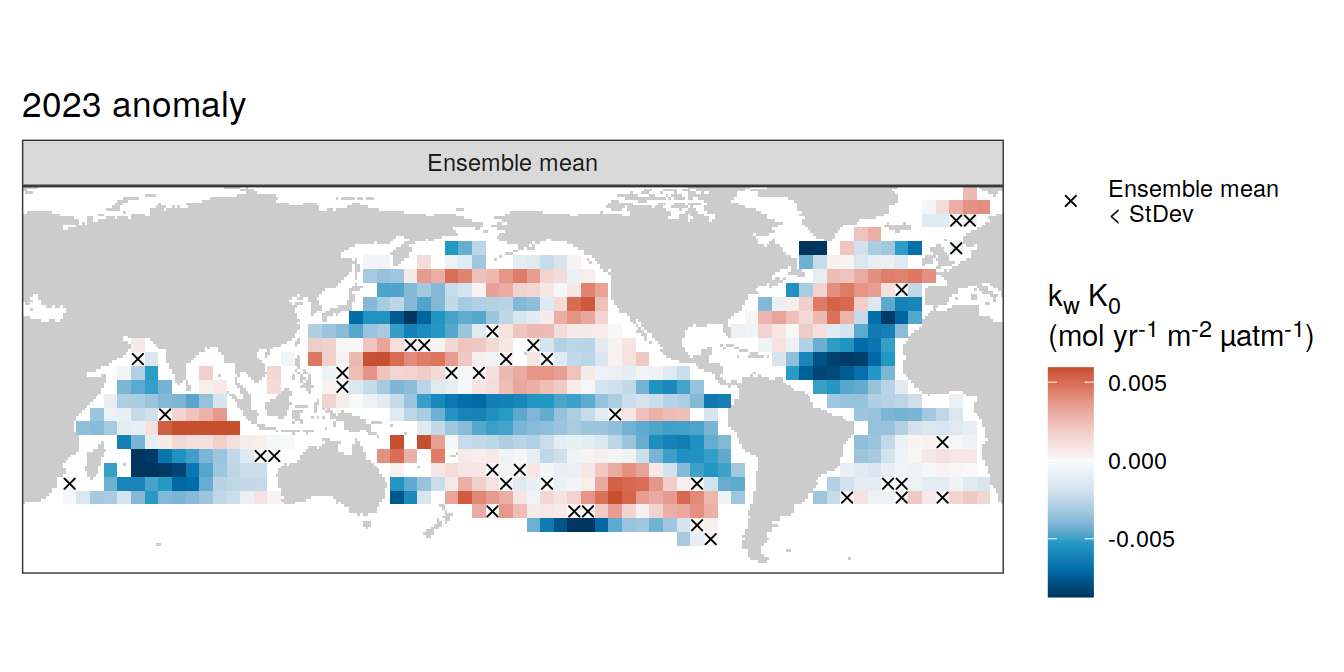 2023 anomaly
Ensemble mean
× Ensemble mean
< StDev
k_w K_0
(mol yr⁻¹ m⁻² µatm⁻¹)
0.005
0.000
-0.005